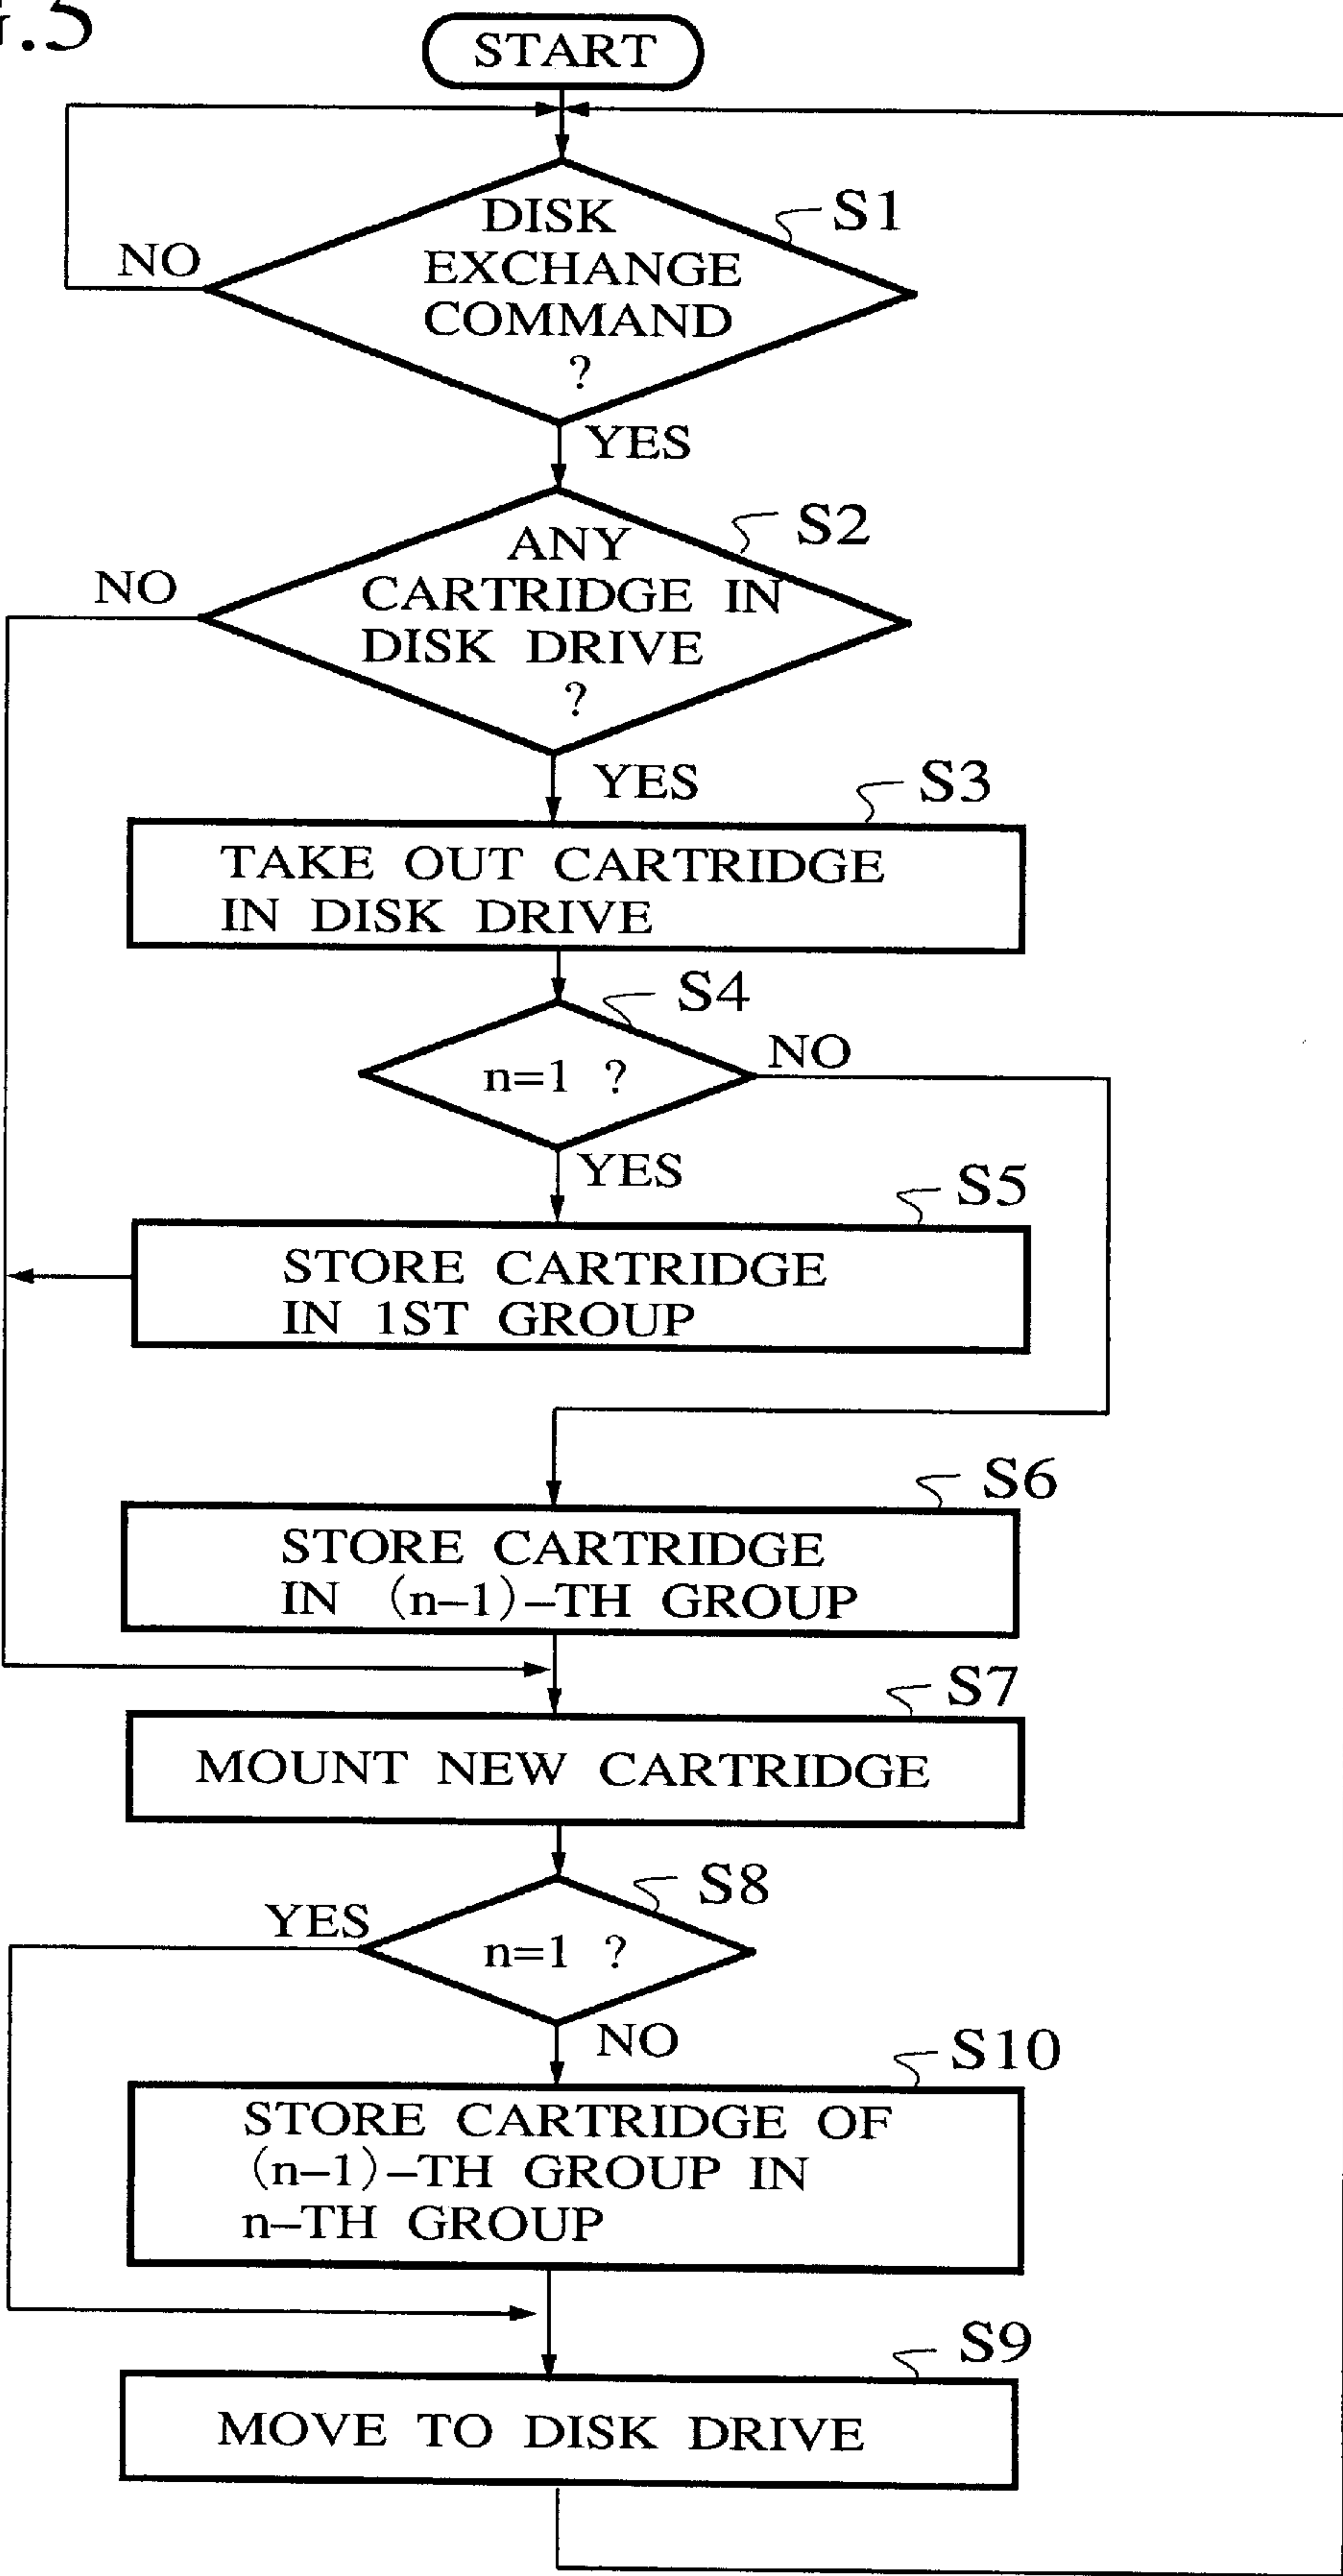 .5
START
DISK
EXCHANGE
COMMAND
?
S1
NO
YES
ANY
CARTRIDGE IN
DISK DRIVE
?
S2
NO
YES
S3
TAKE OUT CARTRIDGE
IN DISK DRIVE
S4
n=1 ?
NO
YES
S5
STORE CARTRIDGE
IN 1ST GROUP
S6
STORE CARTRIDGE
IN (n-1)-TH GROUP
S7
MOUNT NEW CARTRIDGE
S8
YES
n=1 ?
NO
S10
STORE CARTRIDGE OF
(n-1)-TH GROUP IN
n-TH GROUP
S9
MOVE TO DISK DRIVE